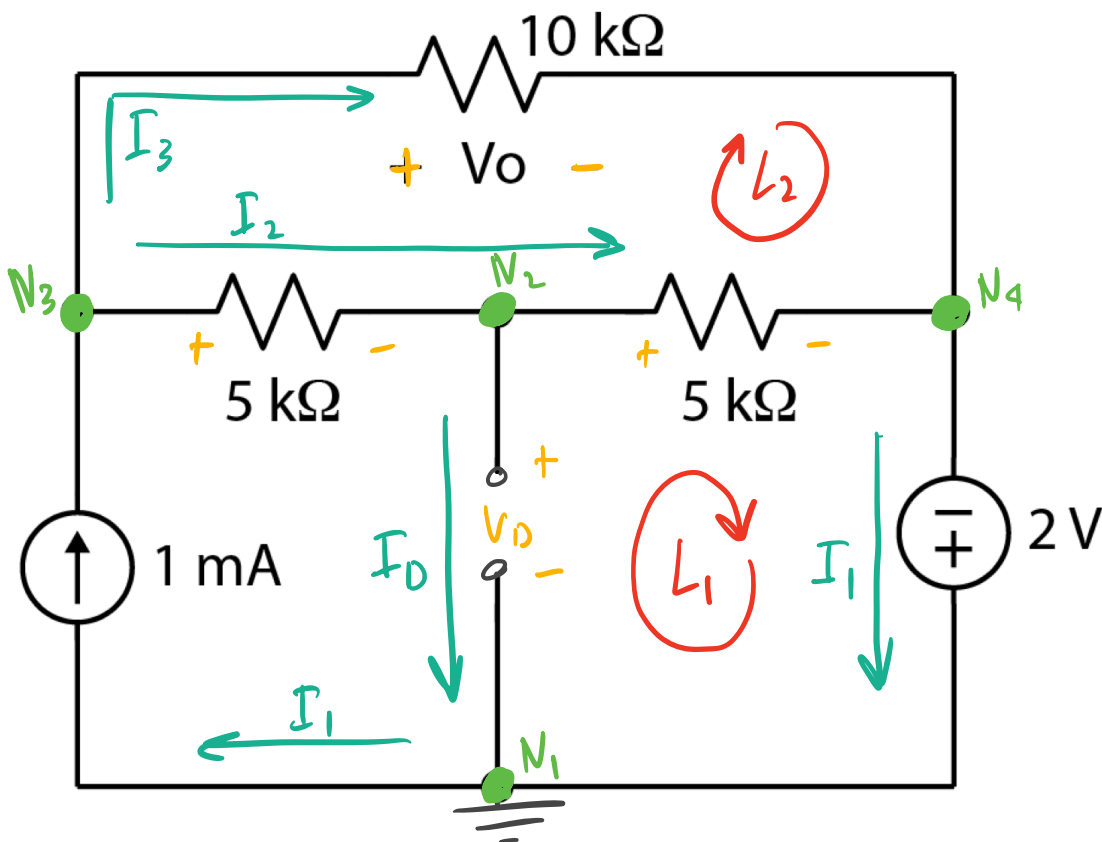 10 kΩ
I3
+ Vo −
L2
I2
N3
N2
N4
+ −
+ −
5 kΩ
5 kΩ
+
VD
−
1 mA
ID
L1
I1
− +
2 V
I1
N1